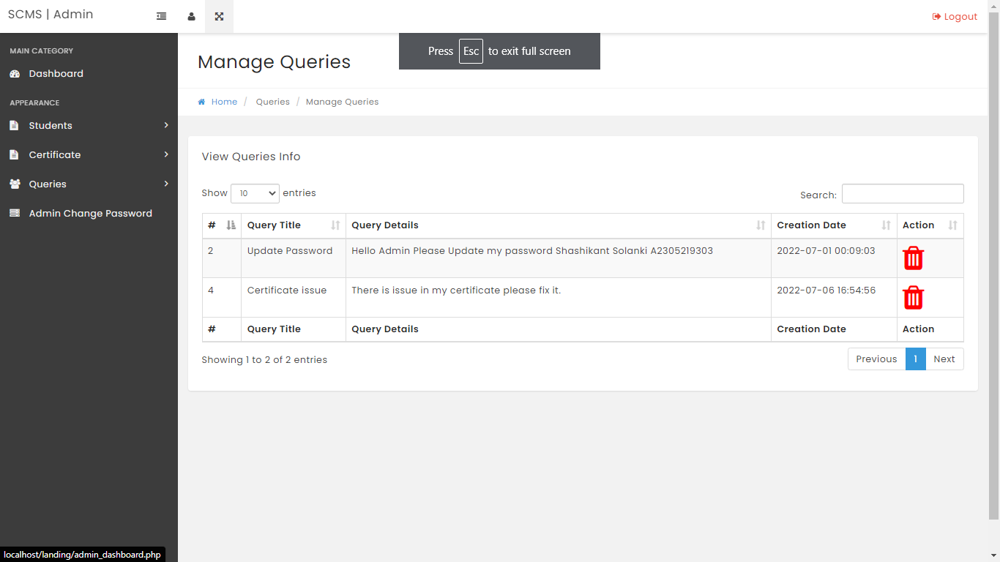 SCMS | Admin
Logout
Press Esc to exit full screen
MAIN CATEGORY
Dashboard
APPEARANCE
Students
Certificate
Queries
Admin Change Password
Manage Queries
Home / Queries / Manage Queries
View Queries Info
Show 10 entries
Search:
# Query Title Query Details Creation Date Action
2 Update Password Hello Admin Please Update my password Shashikant Solanki A2305219303 2022-07-01 00:09:03
4 Certificate issue There is issue in my certificate please fix it. 2022-07-06 16:54:56
# Query Title Query Details Creation Date Action
Showing 1 to 2 of 2 entries
Previous 1 Next
localhost/landing/admin_dashboard.php